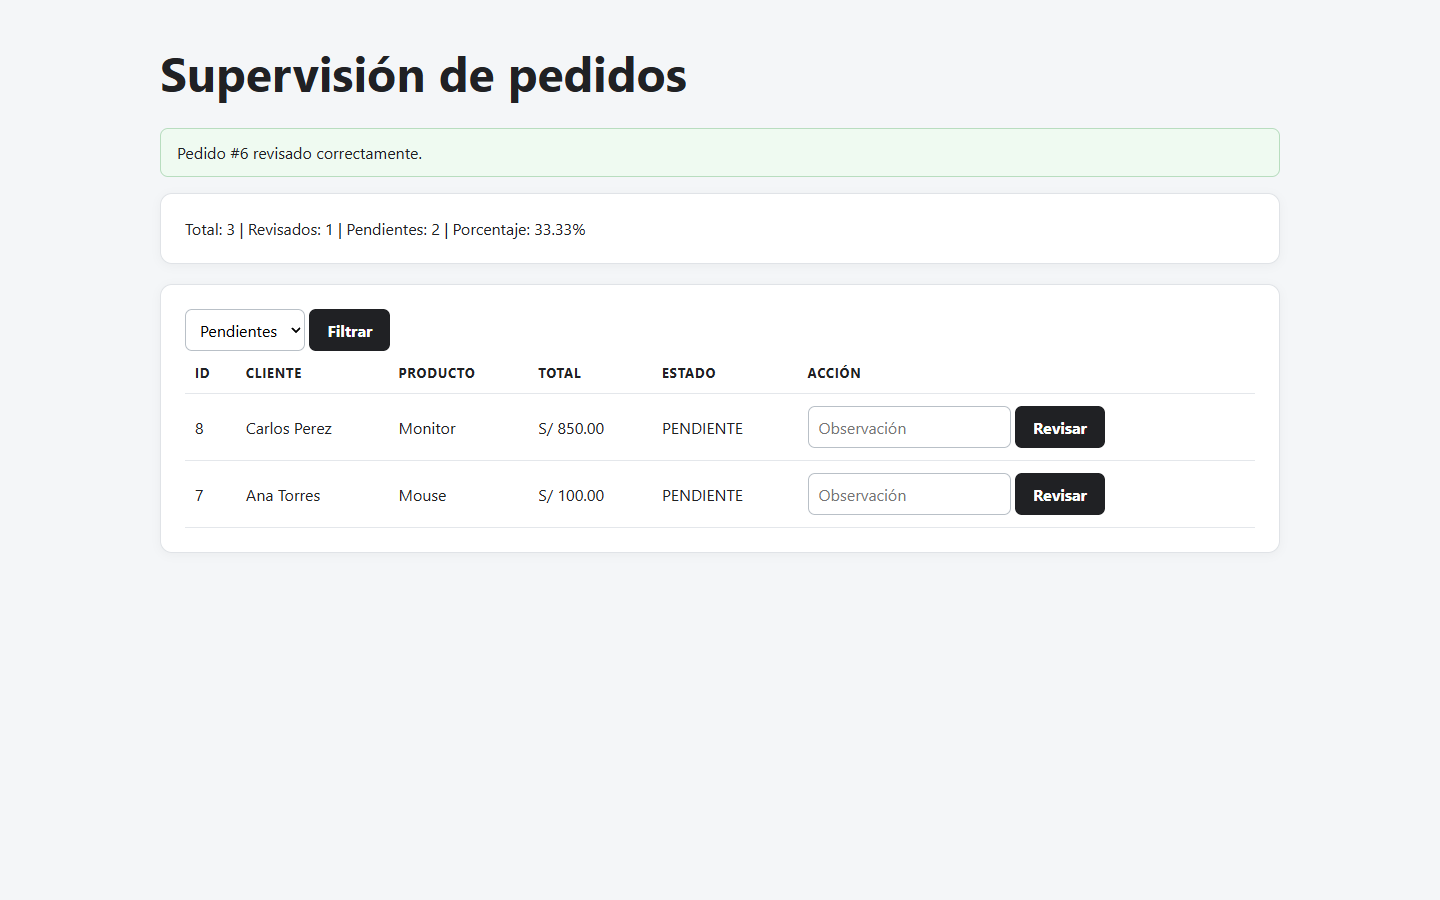 Supervisión de pedidos
Pedido #6 revisado correctamente.
Total: 3 | Revisados: 1 | Pendientes: 2 | Porcentaje: 33.33%
Pendientes Filtrar
ID CLIENTE PRODUCTO TOTAL ESTADO ACCIÓN
8 Carlos Perez Monitor S/ 850.00 PENDIENTE Observación Revisar
7 Ana Torres Mouse S/ 100.00 PENDIENTE Observación Revisar